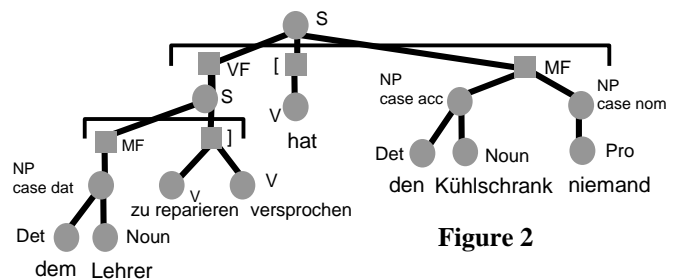 S
VF [ MF
S NP case acc NP case nom
V
MF ] hat
Det Noun Pro
NP case dat V V den Kühlschrank niemand
zu reparieren versprochen
Det Noun Figure 2
dem Lehrer